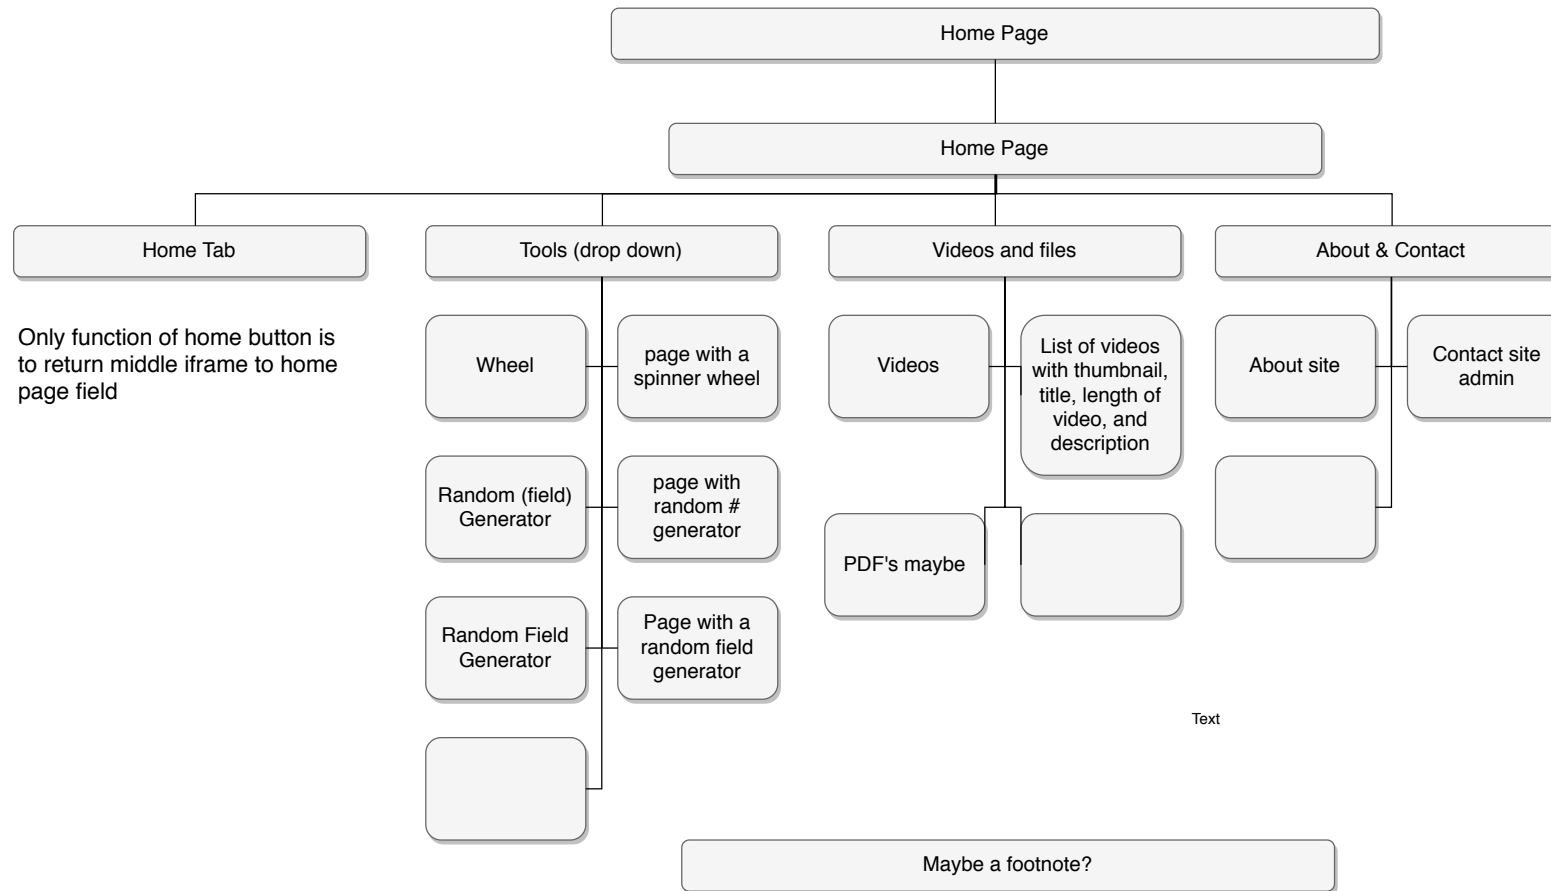 Home Page
Home Page
Home Tab
Tools (drop down)
Videos and files
About & Contact
Only function of home button is
to return middle iframe to home
page field
Wheel
page with a
spinner wheel
Videos
List of videos
with thumbnail,
title, length of
video, and
description
About site
Contact site
admin
Random (field)
Generator
page with
random #
generator
PDF's maybe
Random Field
Generator
Page with a
random field
generator
Text
Maybe a footnote?